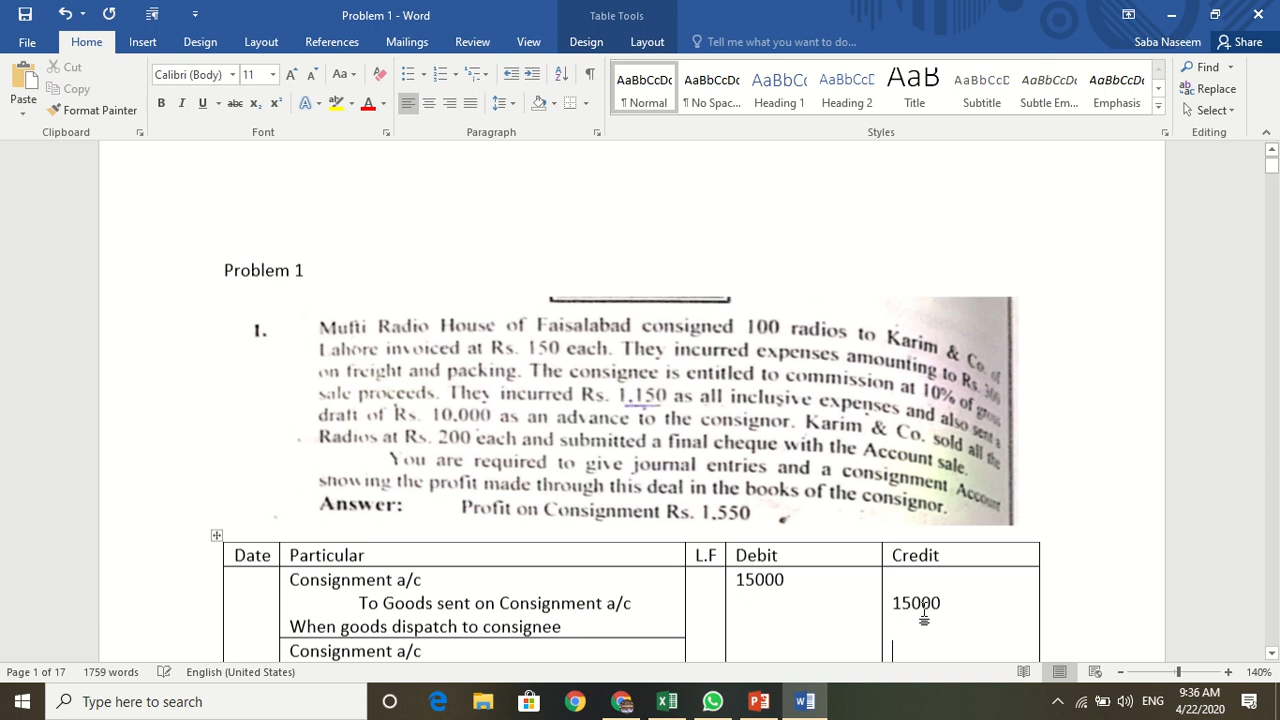 Problem 1 - Word
Table Tools
Saba Naseem
Share
File
Home
Insert
Design
Layout
References
Mailings
Review
View
Design
Layout
Tell me what you want to do...
Paste
Cut
Copy
Format Painter
Clipboard
Calibri (Body)
11
Font
Paragraph
AaBbCcDc
¶ Normal
AaBbCcDc
¶ No Spac...
AaBbCc
Heading
AaBbCcD
Heading 2
AaB
Title
AaBbCcD
Subtitle
AaBbCcDc
Subtle Em...
AaBbCcDc
Emphasis
Styles
Find
Replace
Select
Editing
Problem 1
1. Mufti Radio House of Faisalabad consigned 100 radios to Karim & Co. of
Lahore invoiced at Rs. 150 each. They incurred expenses amounting to Rs. 300
on freight and packing. The consignee is entitled to commission at 10% of gross
sale proceeds. They incurred Rs. 1,150 as all inclusive expenses and also sent a
draft of Rs. 10,000 as an advance to the consignor. Karim & Co. sold all the
Radios at Rs. 200 each and submitted a final cheque with the Account sale.
You are required to give journal entries and a consignment Account
showing the profit made through this deal in the books of the consignor.
Answer: Profit on Consignment Rs. 1,550
Date Particular L.F Debit Credit
Consignment a/c 15000
To Goods sent on Consignment a/c 15000
When goods dispatch to consignee
Consignment a/c
Page 1 of 17 1759 words English (United States) 140%
Type here to search
ENG
9:36 AM
4/22/2020